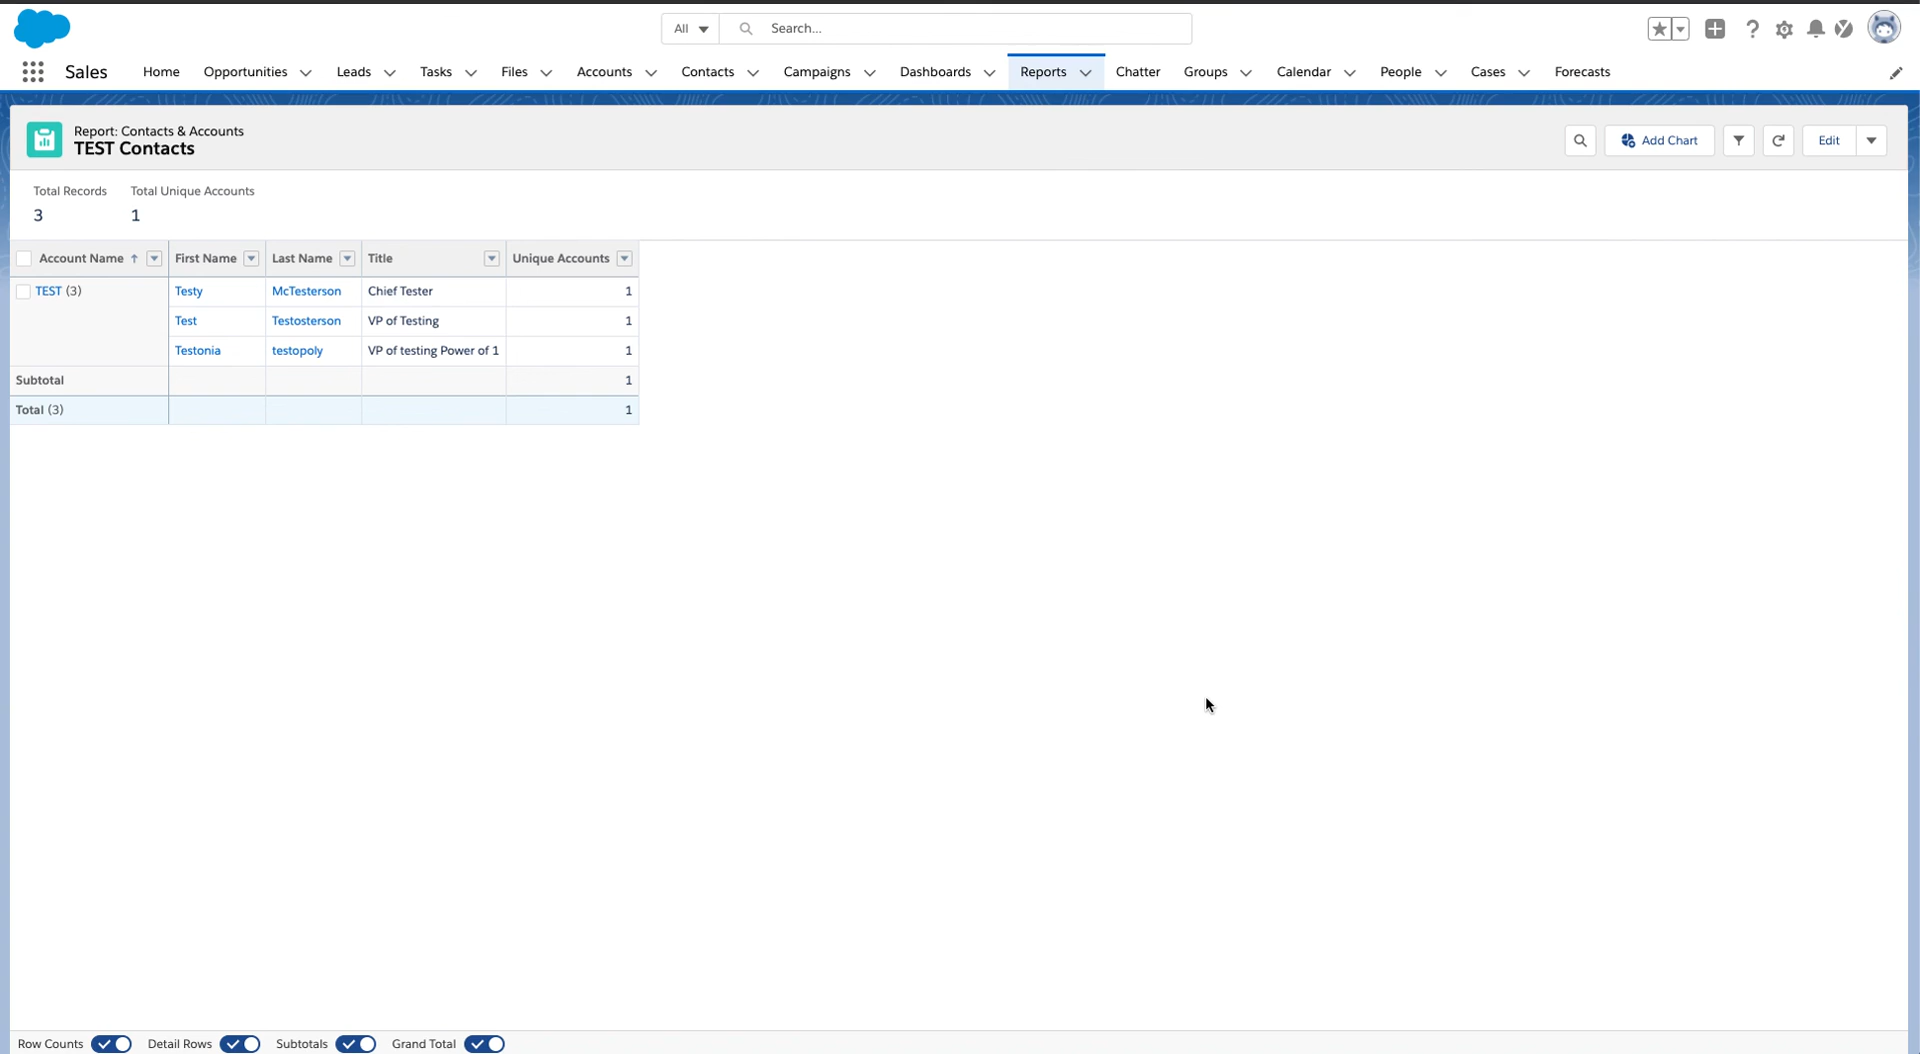 All Search...
Sales Home Opportunities Leads Tasks Files Accounts Contacts Campaigns Dashboards Reports Chatter Groups Calendar People Cases Forecasts
Report: Contacts & Accounts
TEST Contacts
Add Chart Edit
Total Records Total Unique Accounts
3 1
Account Name ↑ First Name Last Name Title Unique Accounts
TEST (3) Testy McTesterson Chief Tester 1
Test Testosterson VP of Testing 1
Testonia testopoly VP of testing Power of 1 1
Subtotal 1
Total (3) 1
Row Counts Detail Rows Subtotals Grand Total